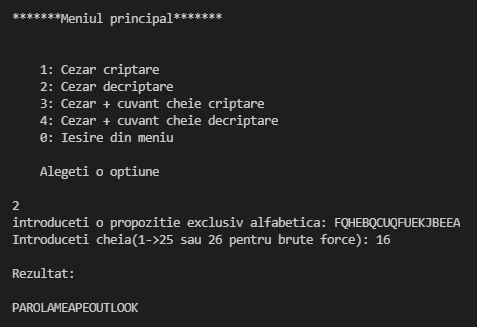 *******Meniul principal*******
1: Cezar criptare
2: Cezar decriptare
3: Cezar + cuvant cheie criptare
4: Cezar + cuvant cheie decriptare
0: Iesire din meniu
Alegeti o optiune
2
introduceti o propozitie exclusiv alfabetica: FQHEBQCUQFUEKJBEEA
Introduceti cheia(1->25 sau 26 pentru brute force): 16
Rezultat:
PAROLAMEAPEOUTLOOK